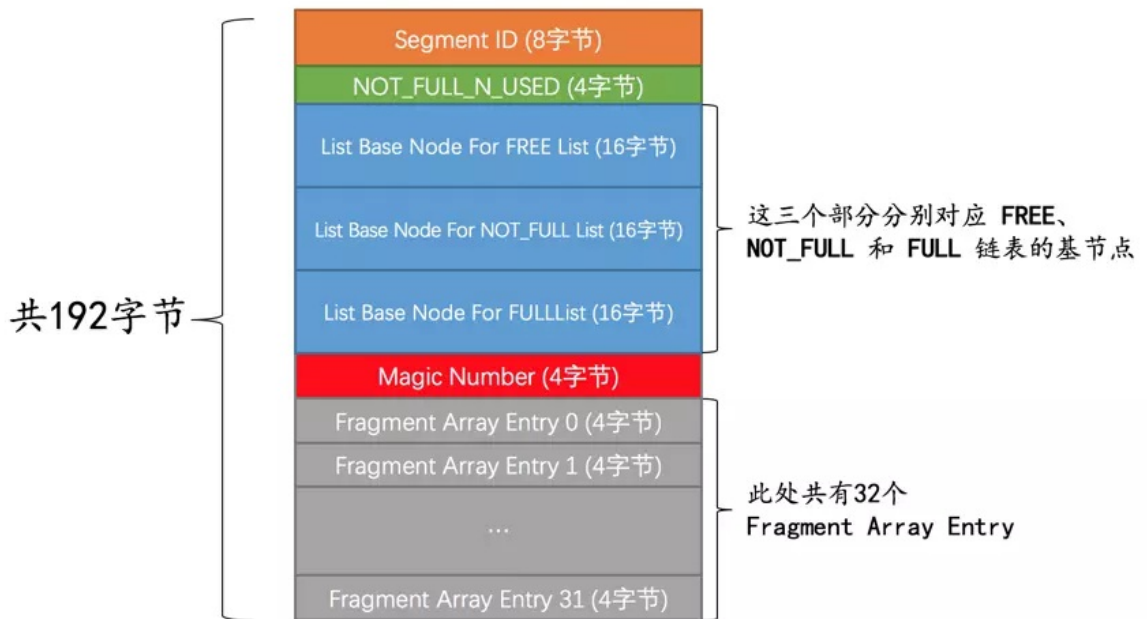 Segment ID (8字节)
NOT_FULL_N_USED (4字节)
List Base Node For FREE List (16字节)
List Base Node For NOT_FULL List (16字节)
List Base Node For FULLList (16字节)
Magic Number (4字节)
Fragment Array Entry 0 (4字节)
Fragment Array Entry 1 (4字节)
...
Fragment Array Entry 31 (4字节)
共192字节
这三个部分分别对应 FREE、
NOT_FULL 和 FULL 链表的基节点
此处共有32个
Fragment Array Entry